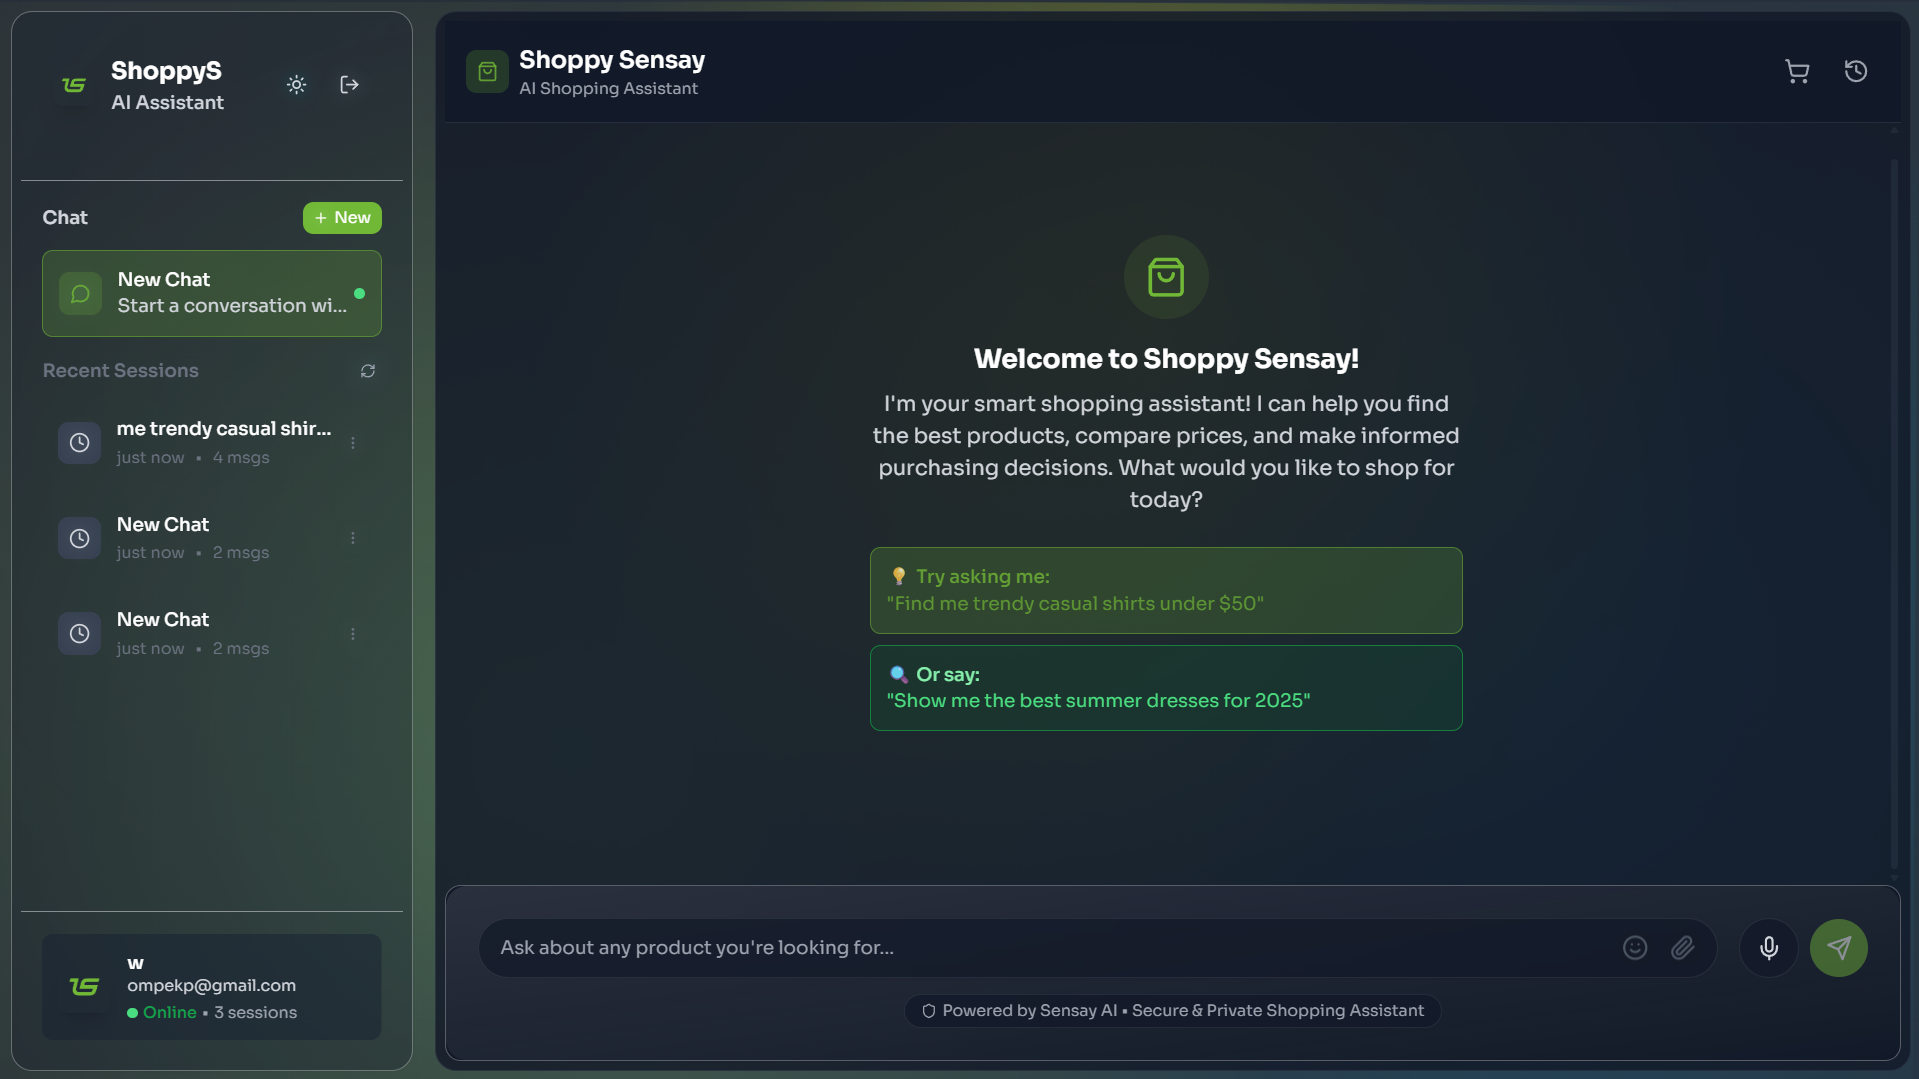 ShoppyS
AI Assistant
Chat
+ New
New Chat
Start a conversation wi...
Recent Sessions
me trendy casual shir...
just now • 4 msgs
New Chat
just now • 2 msgs
New Chat
just now • 2 msgs
w
ompekp@gmail.com
Online • 3 sessions
Shoppy Sensay
AI Shopping Assistant
Welcome to Shoppy Sensay!
I'm your smart shopping assistant! I can help you find
the best products, compare prices, and make informed
purchasing decisions. What would you like to shop for
today?
💡 Try asking me:
"Find me trendy casual shirts under $50"
🔍 Or say:
"Show me the best summer dresses for 2025"
Ask about any product you're looking for...
Powered by Sensay AI • Secure & Private Shopping Assistant